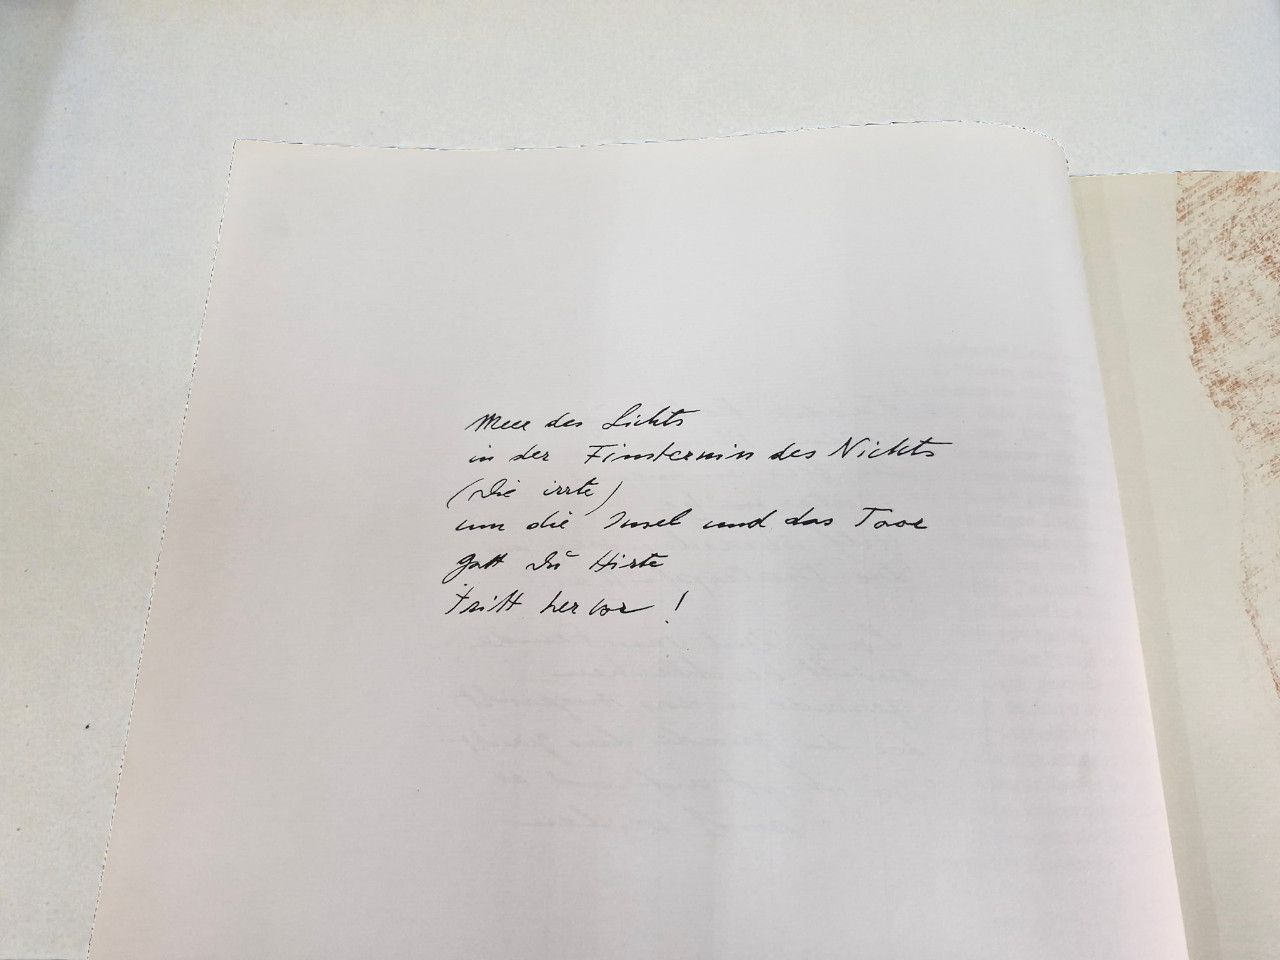 Meer des Lichts
in der Finsternis des Nichts
(Die irrte)
um die Insel und das Tor
Gott Du Hirte
tritt hervor!